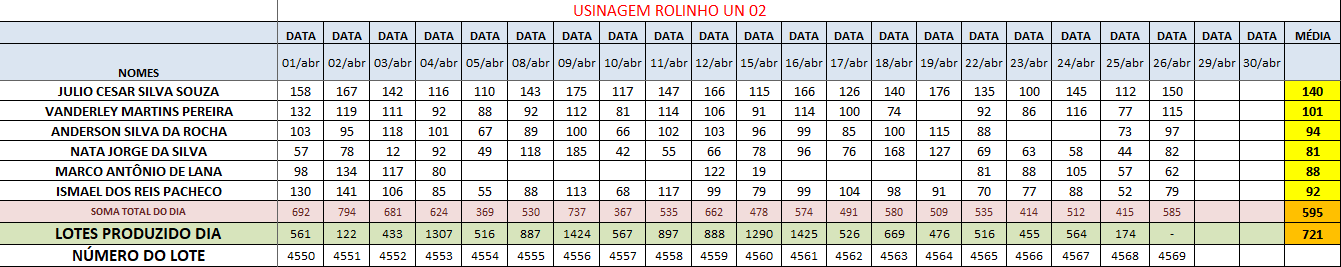 USINAGEM ROLINHO UN 02
DATA DATA DATA DATA DATA DATA DATA DATA DATA DATA DATA DATA DATA DATA DATA DATA DATA DATA DATA DATA DATA DATA MÉDIA
NOMES 01/abr 02/abr 03/abr 04/abr 05/abr 08/abr 09/abr 10/abr 11/abr 12/abr 15/abr 16/abr 17/abr 18/abr 19/abr 22/abr 23/abr 24/abr 25/abr 26/abr 29/abr 30/abr
JULIO CESAR SILVA SOUZA 158 167 142 116 110 143 175 117 147 166 115 166 126 140 176 135 100 145 112 150 140
VANDERLEY MARTINS PEREIRA 132 119 111 92 88 92 112 81 114 106 91 114 100 74 92 86 116 77 115 101
ANDERSON SILVA DA ROCHA 103 95 118 101 67 89 100 66 102 103 96 99 85 100 115 88 73 97 94
NATA JORGE DA SILVA 57 78 12 92 49 118 185 42 55 66 78 96 76 168 127 69 63 58 44 82 81
MARCO ANTÔNIO DE LANA 98 134 117 80 122 19 81 88 105 57 62 88
ISMAEL DOS REIS PACHECO 130 141 106 85 55 88 113 68 117 99 79 99 104 98 91 70 77 88 52 79 92
SOMA TOTAL DO DIA 692 794 681 624 369 530 737 367 535 662 478 574 491 580 509 535 414 512 415 585 595
LOTES PRODUZIDO DIA 561 122 433 1307 516 887 1424 567 897 888 1290 1425 526 669 476 516 455 564 174 - 721
NÚMERO DO LOTE 4550 4551 4552 4553 4554 4555 4556 4557 4558 4559 4560 4561 4562 4563 4564 4565 4566 4567 4568 4569